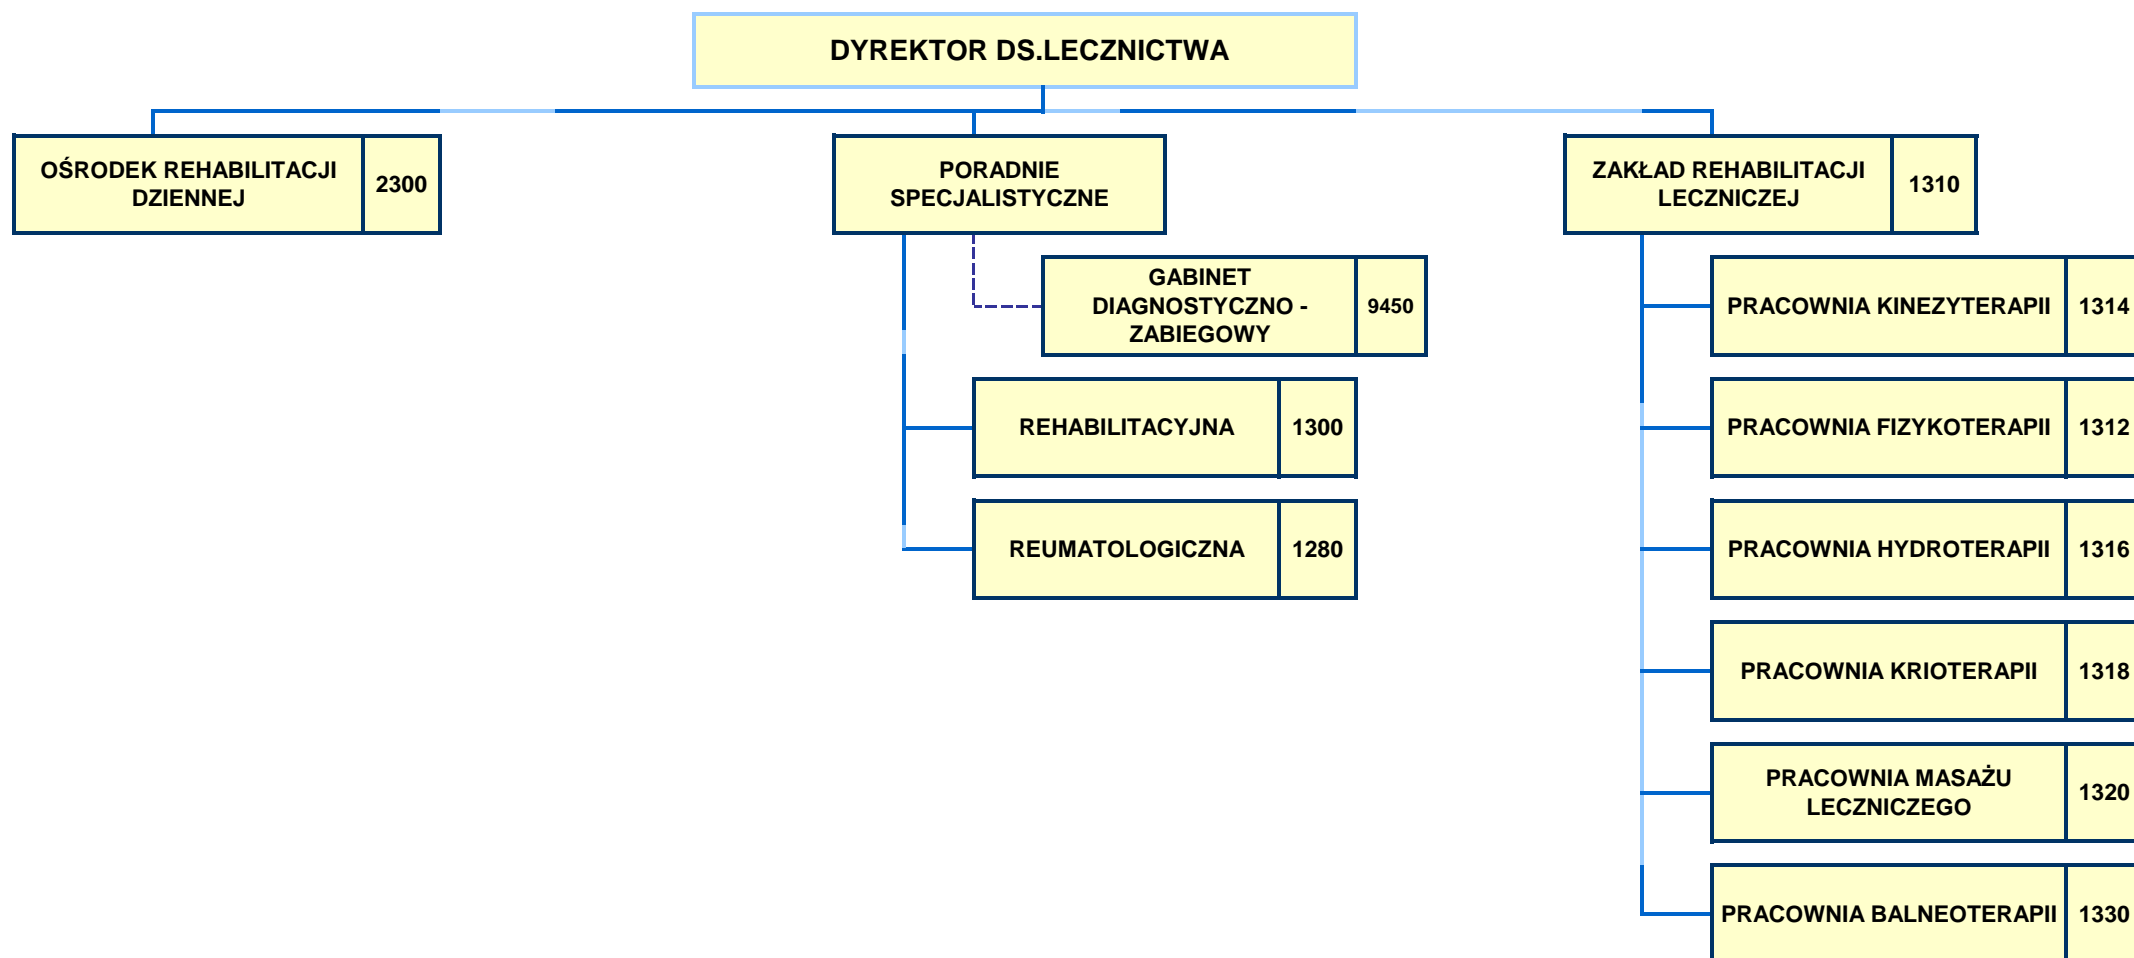 DYREKTOR DS.LECZNICTWA
OŚRODEK REHABILITACJI
DZIENNEJ
2300
PORADNIE
SPECJALISTYCZNE
ZAKŁAD REHABILITACJI
LECZNICZEJ
1310
GABINET
DIAGNOSTYCZNO -
ZABIEGOWY
9450
REHABILITACYJNA
1300
REUMATOLOGICZNA
1280
PRACOWNIA KINEZYTERAPII
1314
PRACOWNIA FIZYKOTERAPII
1312
PRACOWNIA HYDROTERAPII
1316
PRACOWNIA KRIOTERAPII
1318
PRACOWNIA MASAŻU
LECZNICZEGO
1320
PRACOWNIA BALNEOTERAPII
1330